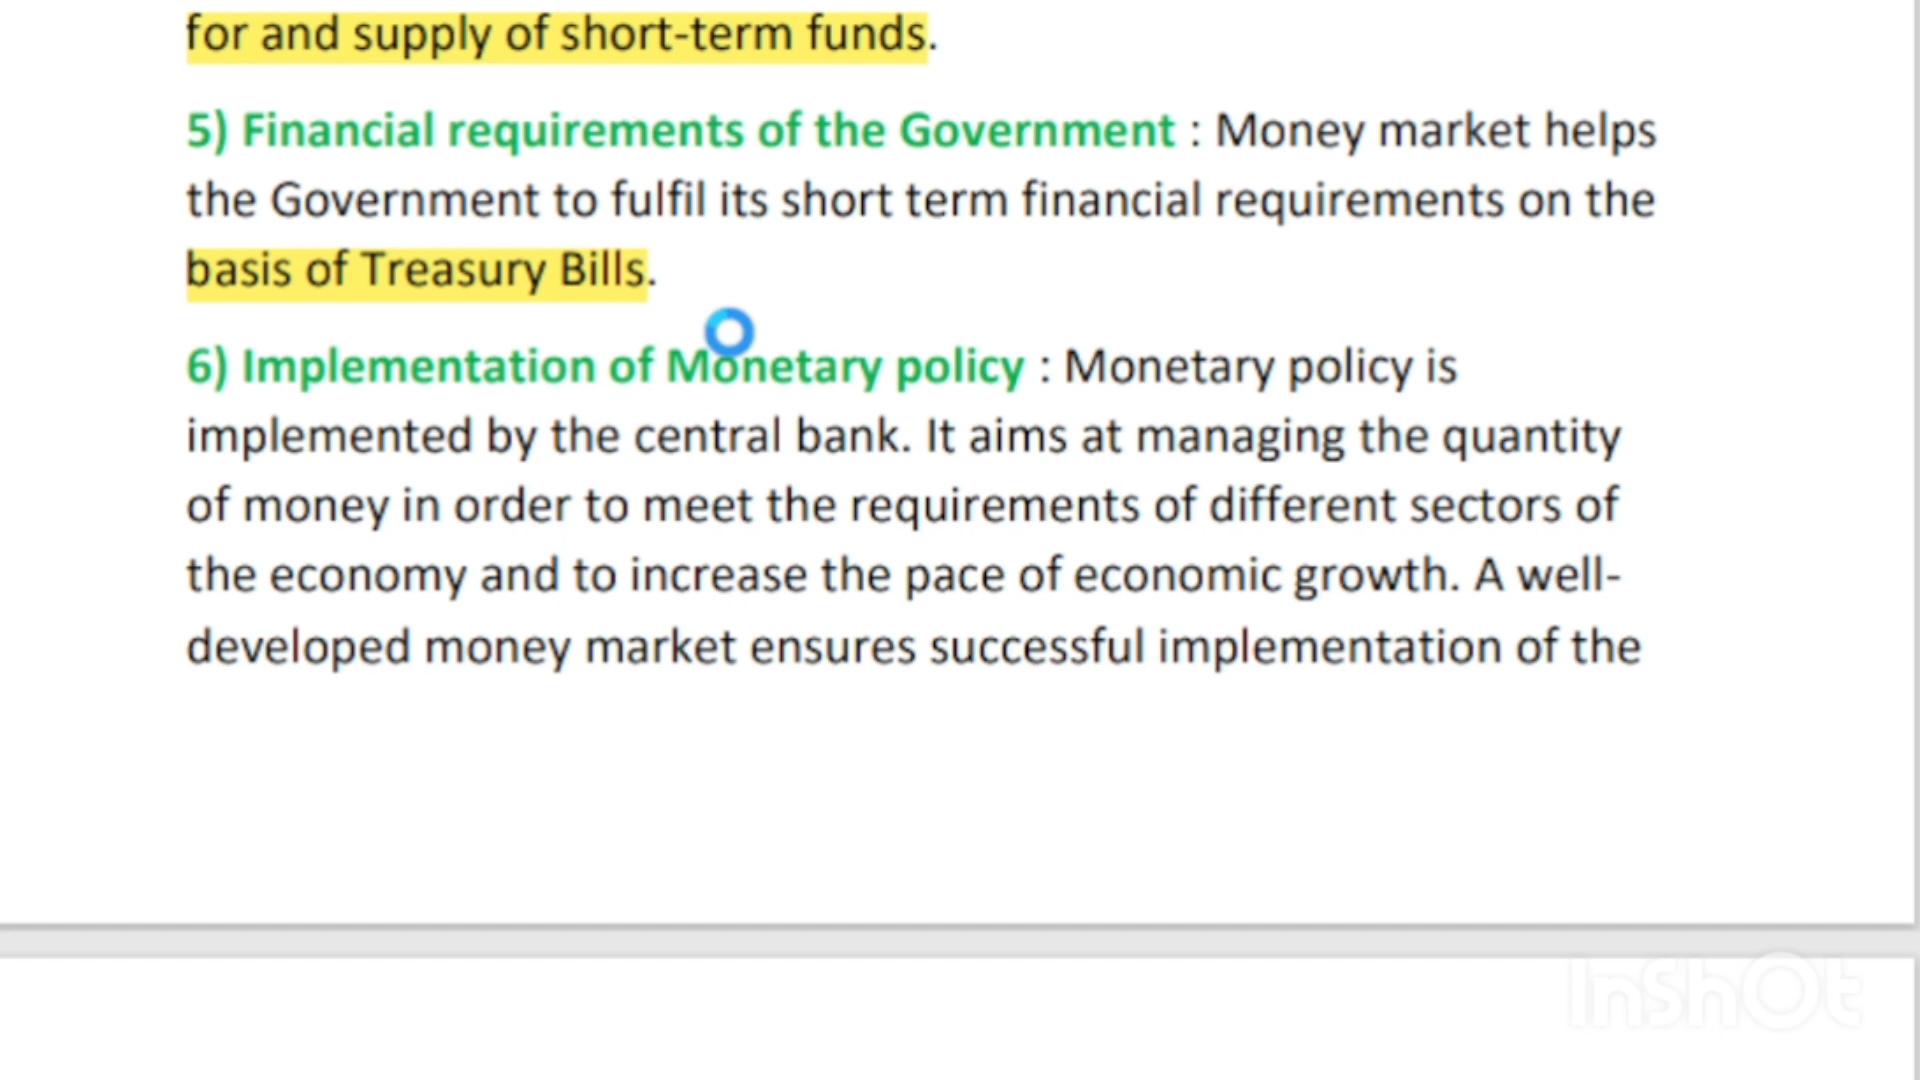 for and supply of short-term funds.
5) Financial requirements of the Government : Money market helps
the Government to fulfil its short term financial requirements on the
basis of Treasury Bills.
6) Implementation of Monetary policy : Monetary policy is
implemented by the central bank. It aims at managing the quantity
of money in order to meet the requirements of different sectors of
the economy and to increase the pace of economic growth. A well-
developed money market ensures successful implementation of the
InShOt